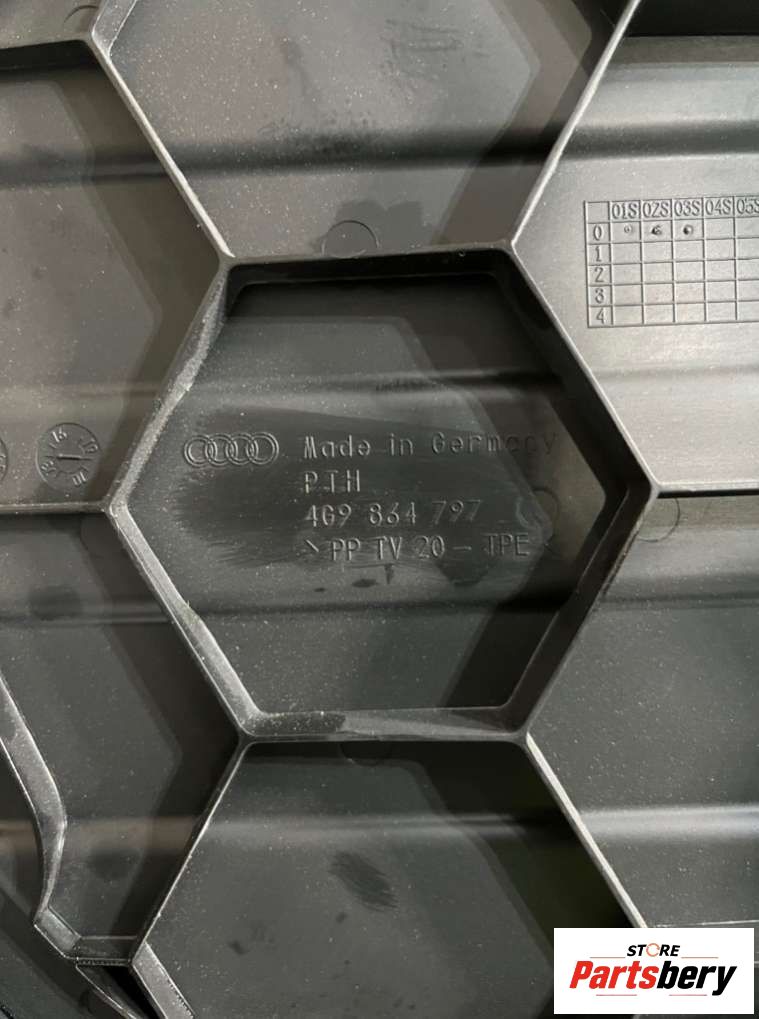 01S 02S 03S 04S 05S
0
1
2
3
4
Made in Germany
PTH
4G9 864 797
>PP TV 20 - TPE<
STORE
Partsbery